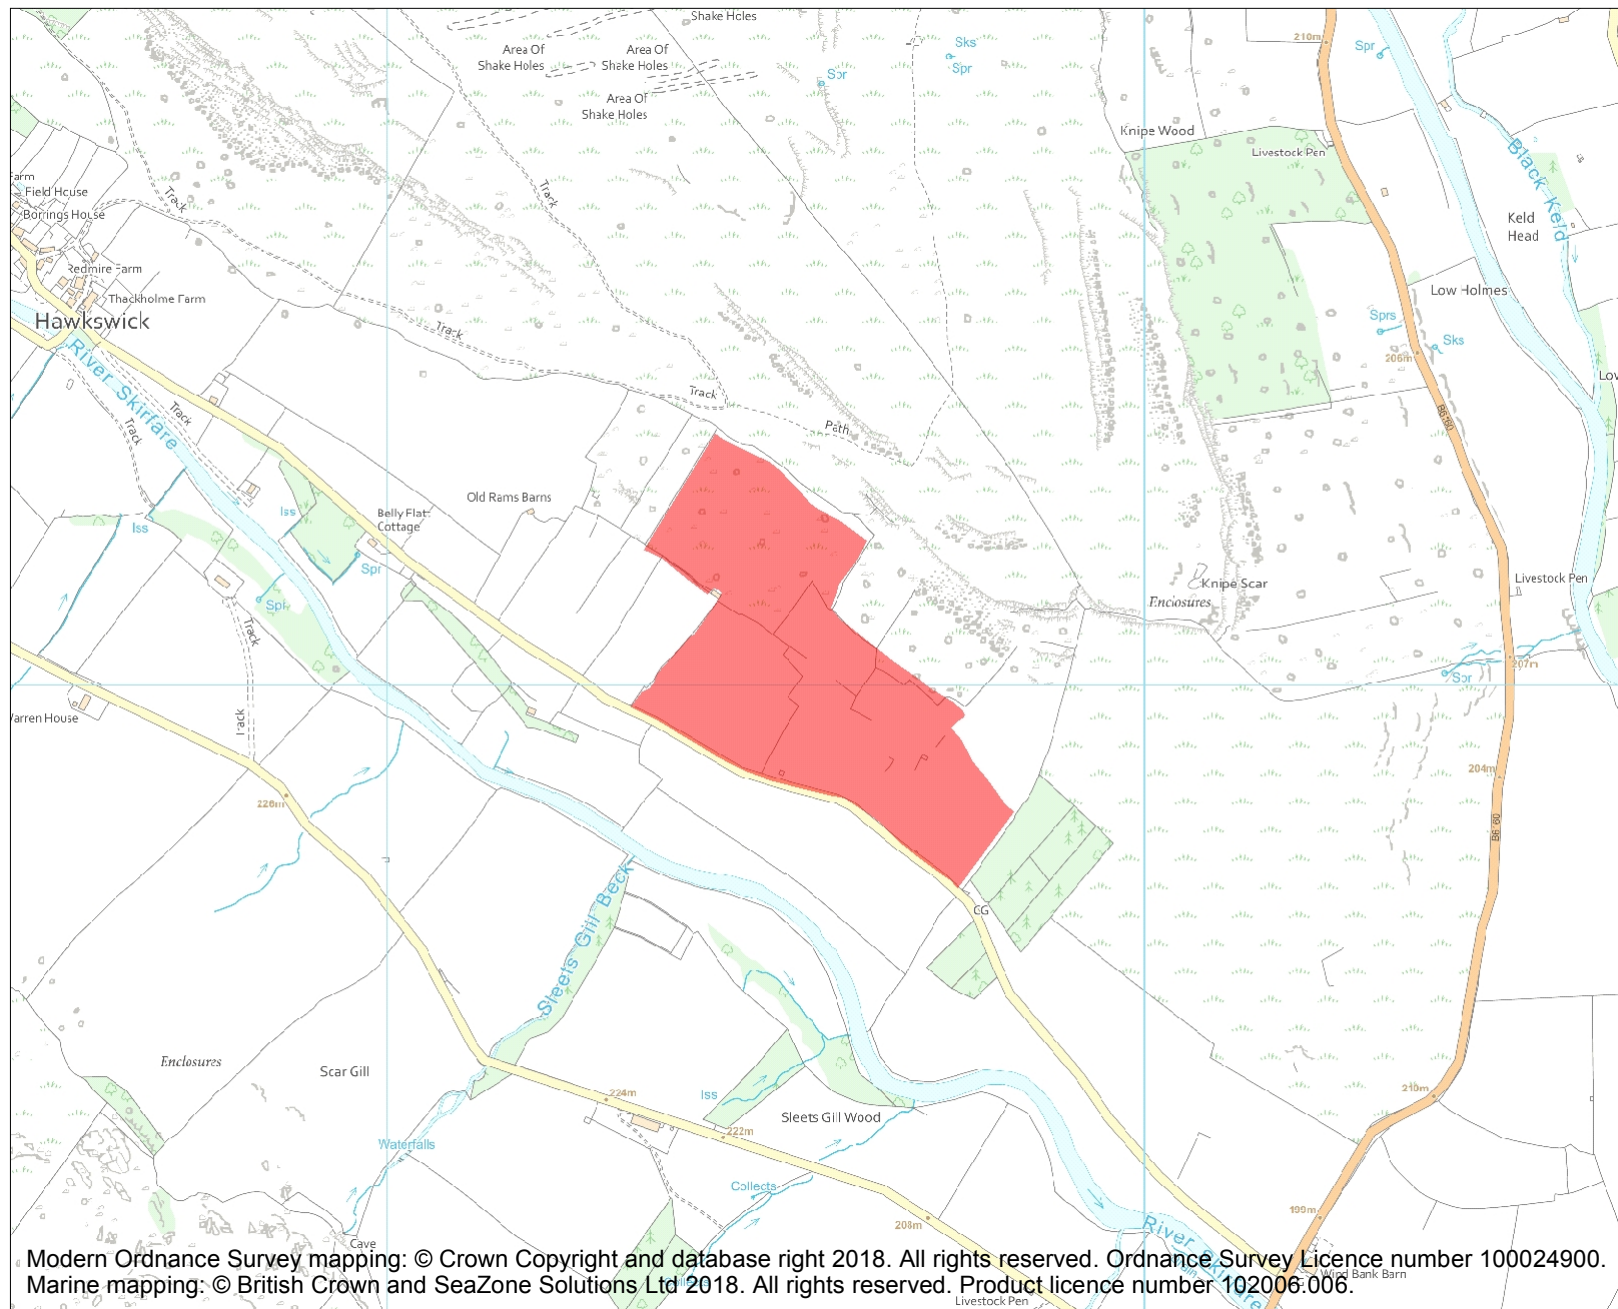 Shake Holes
Area Of
Shake Holes
Area Of
Shake Holes
Area Of
Shake Holes
Sks
Spr
Spr
210m
Spr
Knipe Wood
Livestock Pen
Black Keld
Keld
Head
Low Holmes
Sprs
Sks
206m
B6160
arm
Field House
Borrings House
Redmire Farm
Thackholme Farm
Hawkswick
River Skirfare
Track
Track
Track
Track
Track
Track
Path
Old Rams Barns
Belly Flat
Cottage
Iss
Iss
Spr
Spr
Track
Track
Knipe Scar
Enclosures
Livestock Pen
207m
Spr
204m
B6160
arren House
226m
CG
Sleets Gill Beck
Enclosures
Scar Gill
224m
222m
Iss
Sleets Gill Wood
Waterfalls
Collects
208m
210m
199m
Cave
River Skirfare
Wind Bank Barn
Collects
Livestock Pen
Modern Ordnance Survey mapping: © Crown Copyright and database right 2018. All rights reserved. Ordnance Survey Licence number 100024900.
Marine mapping: © British Crown and SeaZone Solutions Ltd 2018. All rights reserved. Product licence number 102006.006.